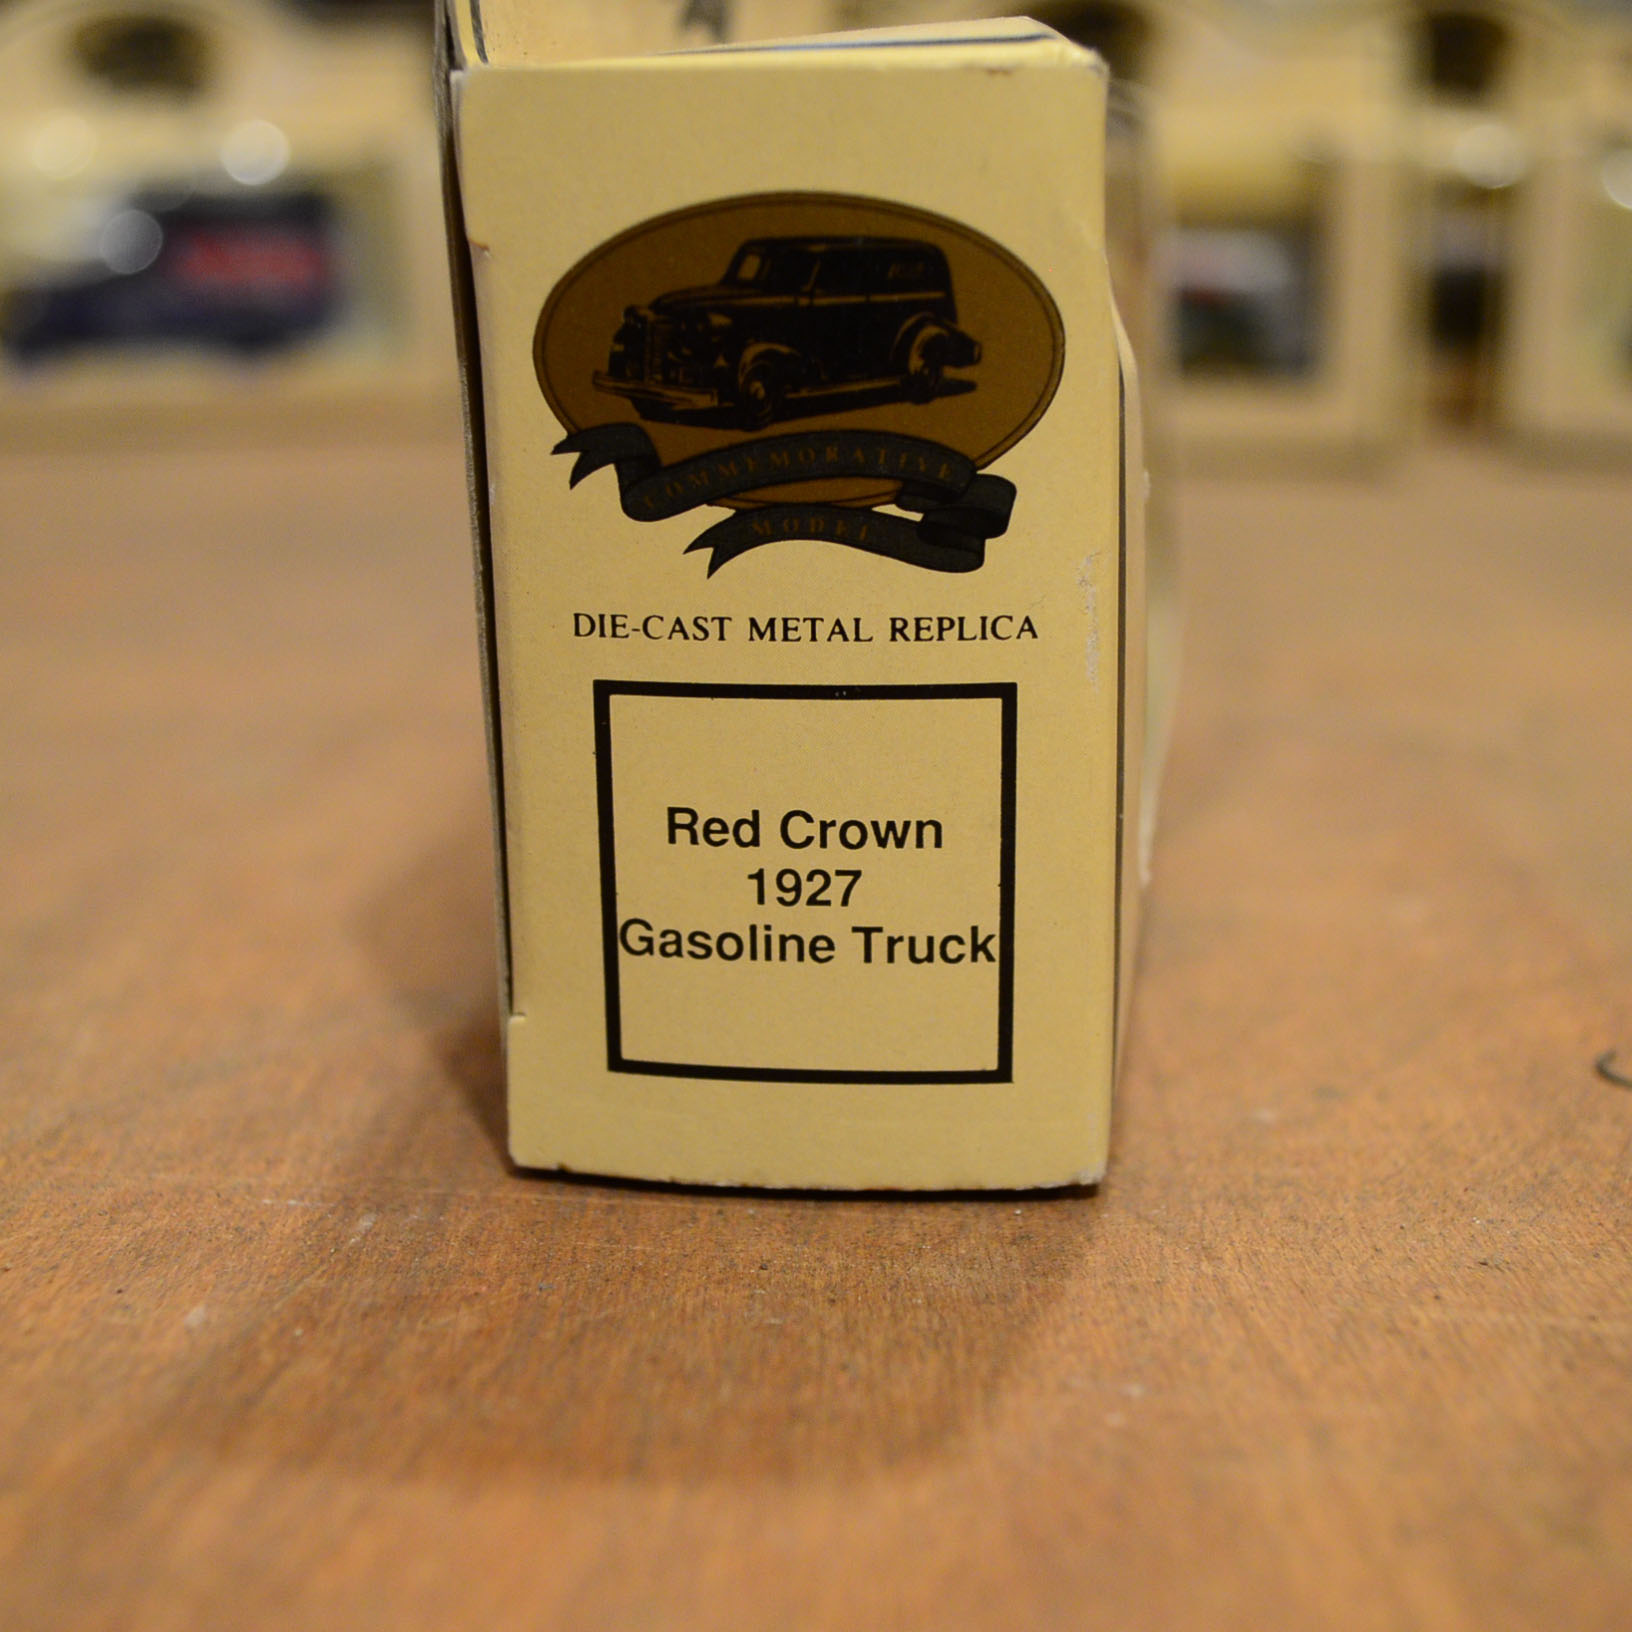 COMMEMORATIVE
MODEL
DIE-CAST METAL REPLICA
Red Crown
1927
Gasoline Truck